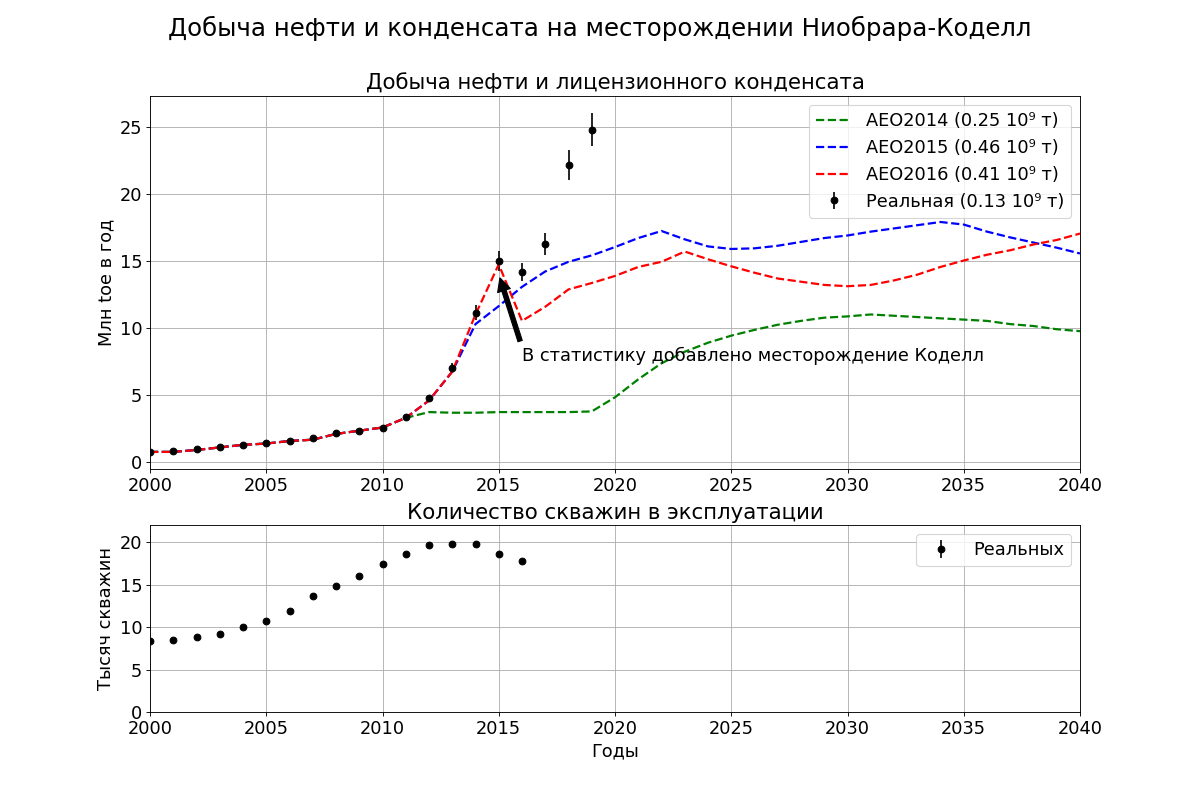 Добыча нефти и конденсата на месторождении Ниобрара-Коделл
Добыча нефти и лицензионного конденсата
Млн toe в год
25
20
15
10
5
0
AEO2014 (0.25 10⁹ т)
AEO2015 (0.46 10⁹ т)
AEO2016 (0.41 10⁹ т)
Реальная (0.13 10⁹ т)
В статистику добавлено месторождение Коделл
2000 2005 2010 2015 2020 2025 2030 2035 2040
Количество скважин в эксплуатации
Тысяч скважин
20
15
10
5
0
Реальных
2000 2005 2010 2015 2020 2025 2030 2035 2040
Годы